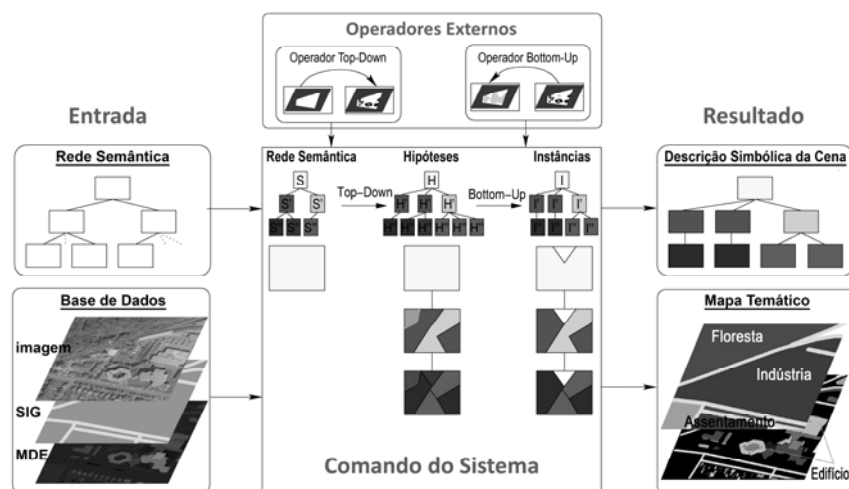 Operadores Externos
Operador Top-Down
Operador Bottom-Up
Entrada
Resultado
Rede Semântica
Rede Semântica
Hipóteses
Instâncias
Descrição Simbólica da Cena
S
H
I
Top–Down
Bottom–Up
S' S'
H' H' H'
I' I' I'
S'' S'' S''
H'' H'' H'' H'' H'' H''
I'' I'' I'' I''
Base de Dados
imagem
SIG
MDE
Mapa Temático
Floresta
Indústria
Assentamento
Edifício
Comando do Sistema